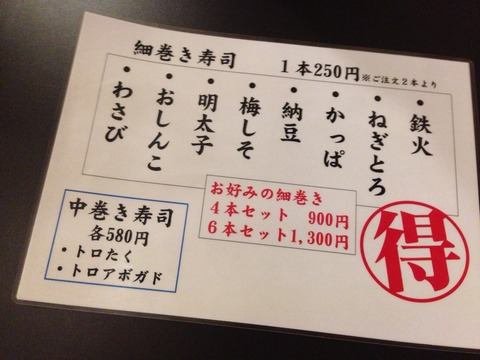 細巻き寿司 1本250円※ご注文2本より
・鉄火
・ねぎとろ
・かっぱ
・納豆
・梅しそ
・明太子
・おしんこ
・わさび
お好みの細巻き
4本セット 900円
6本セット1,300円
得
中巻き寿司
各580円
・トロたく
・トロアボガド